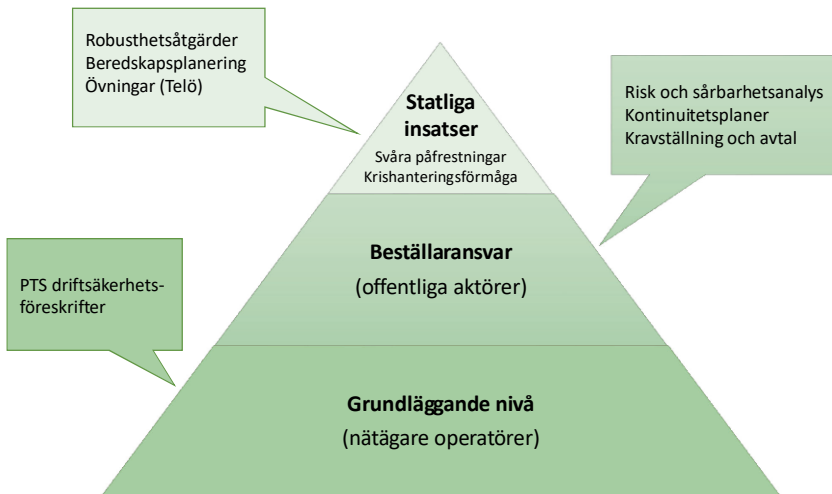 Robusthetsåtgärder
Beredskapsplanering
Övningar (Telö)
Statliga
insatser
Svåra påfrestningar
Krishanteringsförmåga
Risk och sårbarhetsanalys
Kontinuitetsplaner
Kravställning och avtal
Beställaransvar
(offentliga aktörer)
PTS driftsäkerhets-
föreskrifter
Grundläggande nivå
(nätägare operatörer)